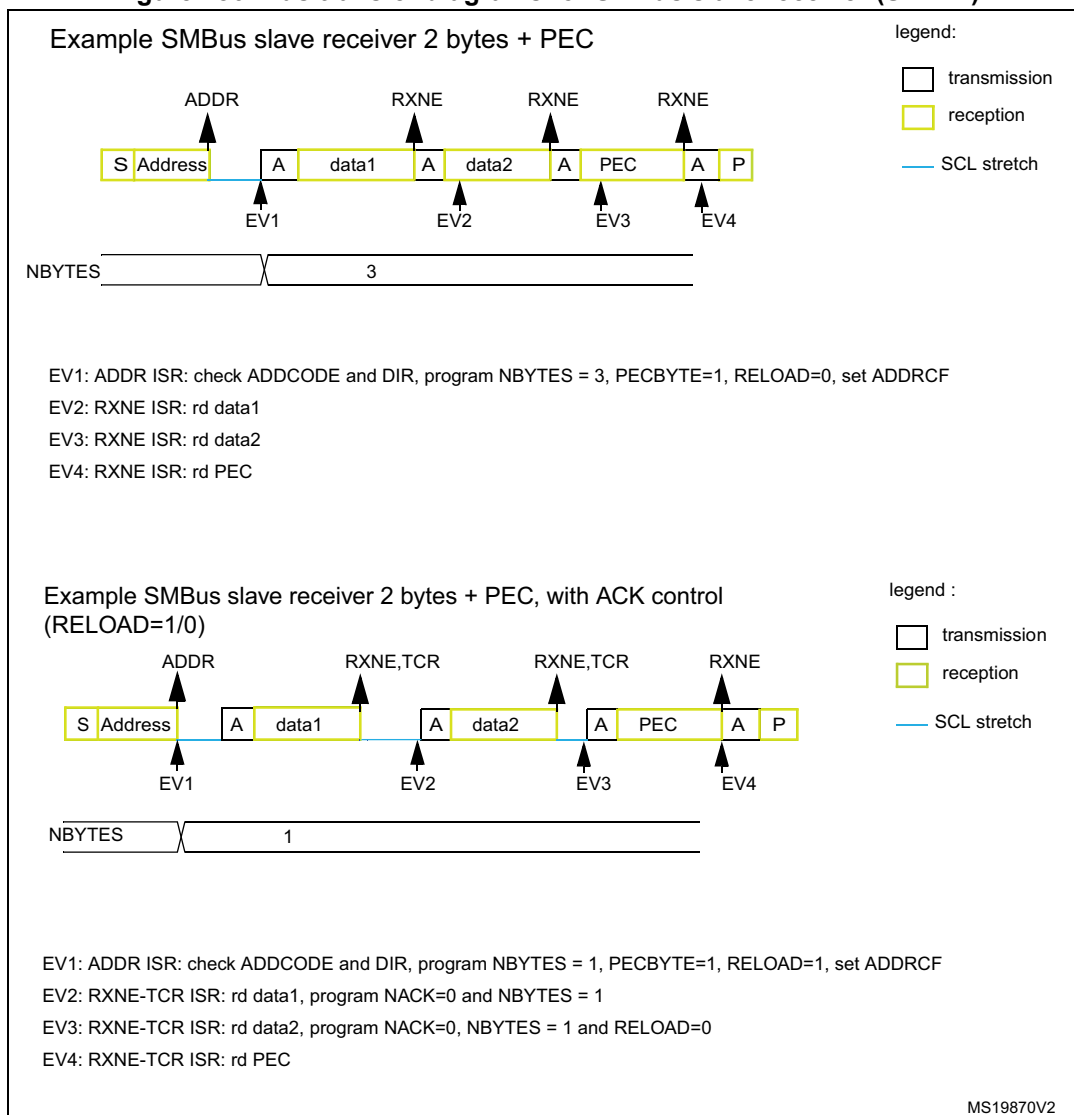 Example SMBus slave receiver 2 bytes + PEC
legend:
transmission
reception
SCL stretch
ADDR RXNE RXNE RXNE
S Address A data1 A data2 A PEC A P
EV1 EV2 EV3 EV4
NBYTES 3
EV1: ADDR ISR: check ADDCODE and DIR, program NBYTES = 3, PECBYTE=1, RELOAD=0, set ADDRCF
EV2: RXNE ISR: rd data1
EV3: RXNE ISR: rd data2
EV4: RXNE ISR: rd PEC
Example SMBus slave receiver 2 bytes + PEC, with ACK control
(RELOAD=1/0)
legend :
transmission
reception
SCL stretch
ADDR RXNE,TCR RXNE,TCR RXNE
S Address A data1 A data2 A PEC A P
EV1 EV2 EV3 EV4
NBYTES 1
EV1: ADDR ISR: check ADDCODE and DIR, program NBYTES = 1, PECBYTE=1, RELOAD=1, set ADDRCF
EV2: RXNE-TCR ISR: rd data1, program NACK=0 and NBYTES = 1
EV3: RXNE-TCR ISR: rd data2, program NACK=0, NBYTES = 1 and RELOAD=0
EV4: RXNE-TCR ISR: rd PEC
MS19870V2